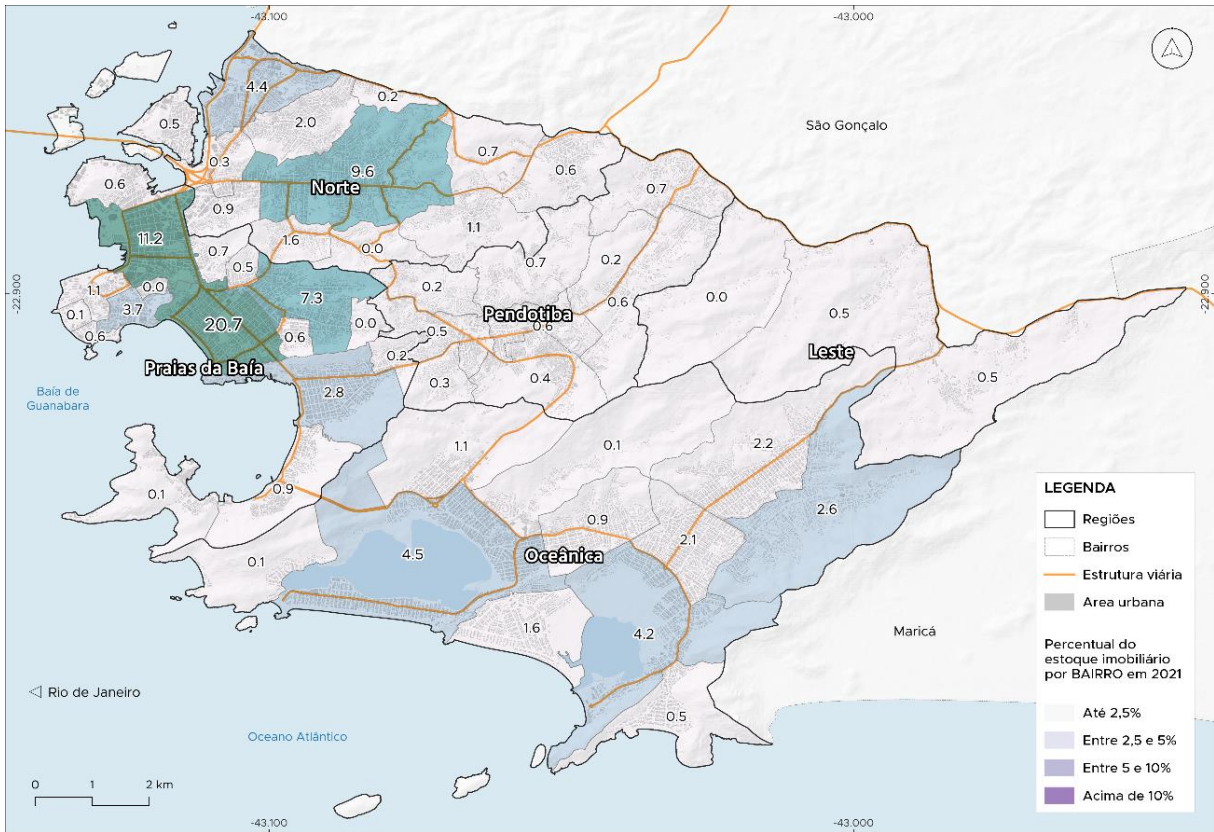 -43.100
-43.000
4.4
0.2
2.0
0.5
São Gonçalo
0.3
9.6
0.7
0.6
0.6
Norte
0.7
0.9
11.2
1.6
0.0
1.1
0.7
0.5
0.7
0.2
-22.900
1.1
0.0
7.3
0.2
0.6
0.0
0.5
-22.900
0.1
3.7
20.7
0.0
0.5
Pendotiba
0.6
0.6
0.6
0.2
Leste
Praias da Baía
0.5
Baía de
Guanabara
2.8
0.3
0.4
1.1
0.1
2.2
0.1
0.9
2.6
0.9
2.1
4.5
Oceânica
0.1
1.6
4.2
Maricá
Rio de Janeiro
0.5
Oceano Atlântico
0 1 2 km
-43.100
-43.000
LEGENDA
Regiões
Bairros
Estrutura viária
Area urbana
Percentual do
estoque imobiliário
por BAIRRO em 2021
Até 2,5%
Entre 2,5 e 5%
Entre 5 e 10%
Acima de 10%